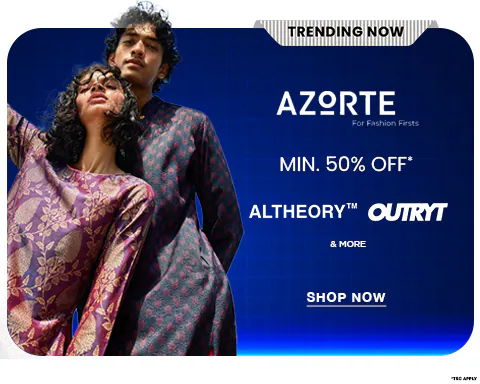 TRENDING NOW
AZORTE
For Fashion Firsts
MIN. 50% OFF*
ALTHEORY™ OUTRYT
& MORE
SHOP NOW
*T&C APPLY